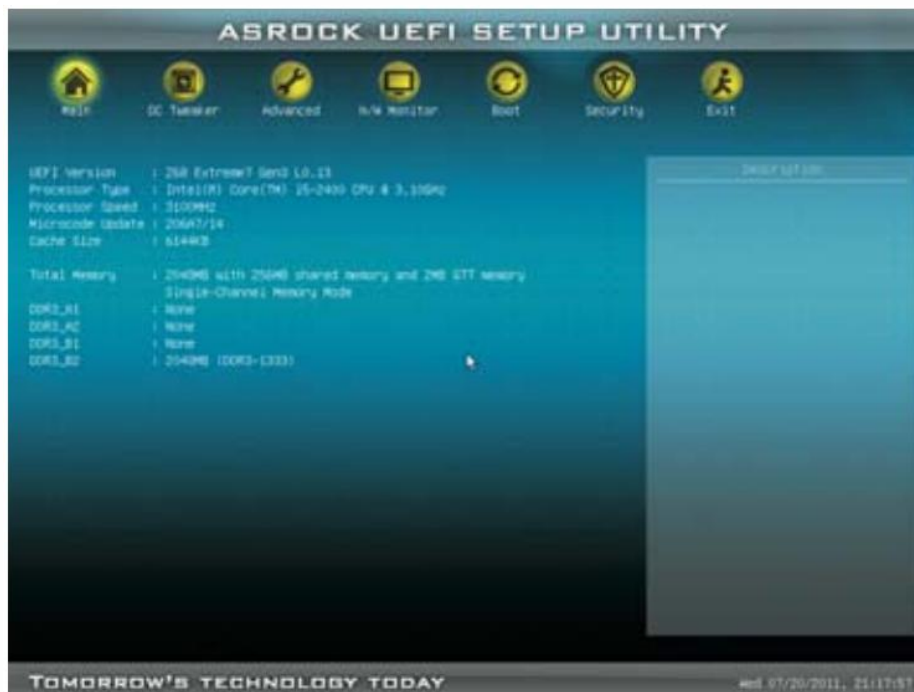 ASROCK UEFI SETUP UTILITY
Main OC Tweaker Advanced H/W Monitor Boot Security Exit
UEFI Version : Z68 Extreme7 Gen3 L0.13
Processor Type : Intel(R) Core(TM) i5-2400 CPU @ 3.10GHz
Processor Speed : 3100MHz
Microcode Update : 206A7/14
Cache Size : 6144KB
Total Memory : 2048MB with 256MB shared memory and 2MB GTT memory
Single-Channel Memory Mode
DDR3_A1 : None
DDR3_A2 : None
DDR3_B1 : None
DDR3_B2 : 2048MB (DDR3-1333)
Description
TOMORROW'S TECHNOLOGY TODAY
Wed 07/20/2011, 21:17:57